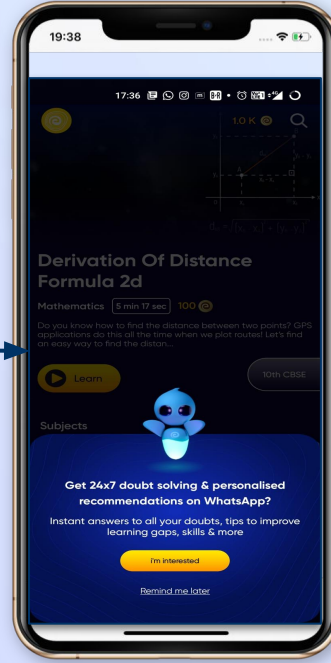 19:38
17:36
1.0 K
Derivation Of Distance
Formula 2d
Mathematics 5 min 17 sec 100
Do you know how to find the distance between two points? GPS
applications do this all the time when we plot routes! Let's find
an easy way to find the distan...
Learn
10th CBSE
Subjects
Get 24x7 doubt solving & personalised
recommendations on WhatsApp?
Instant answers to all your doubts, tips to improve
learning gaps, skills & more
I'm interested
Remind me later